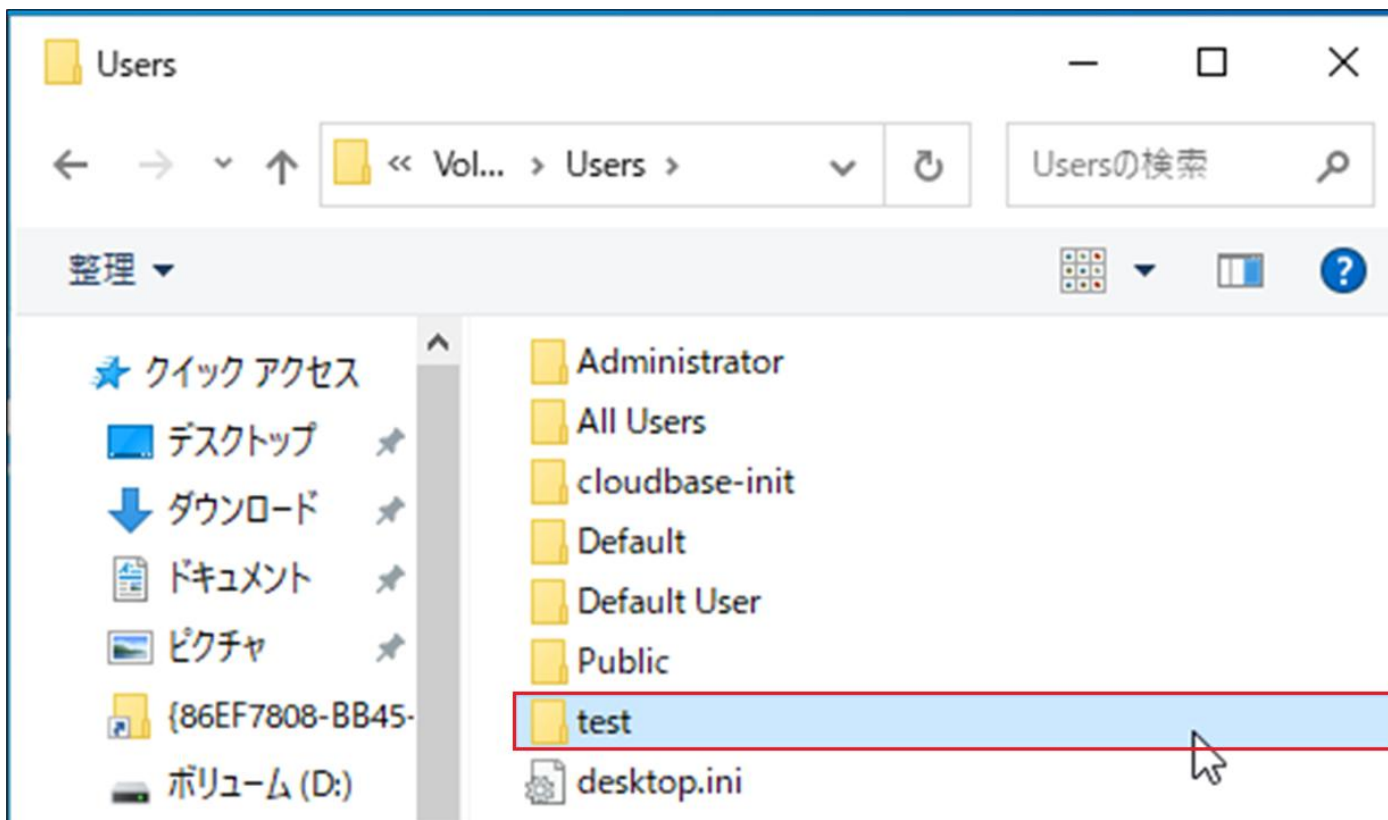 Users
« Vol... › Users ›
Usersの検索
整理
クイック アクセス
デスクトップ
ダウンロード
ドキュメント
ピクチャ
{86EF7808-BB45-
ボリューム (D:)
Administrator
All Users
cloudbase-init
Default
Default User
Public
test
desktop.ini